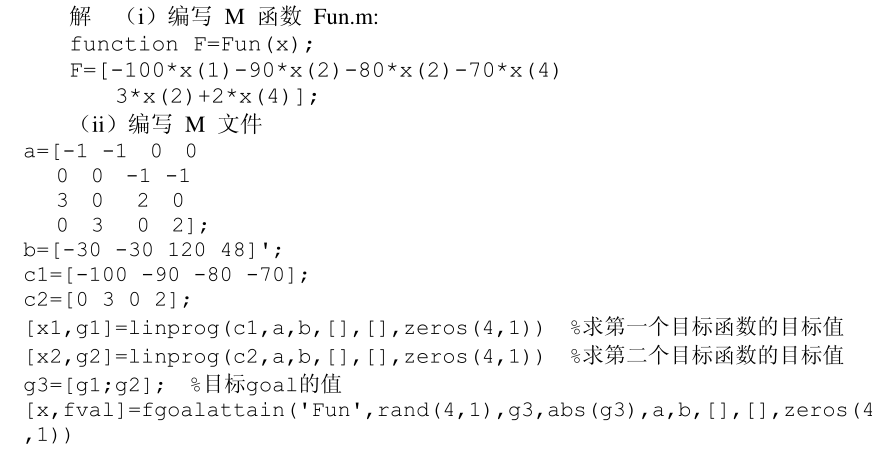 解 （i）编写 M 函数 Fun.m:
function F=Fun(x);
F=[-100*x(1)-90*x(2)-80*x(2)-70*x(4)
3*x(2)+2*x(4)];
（ii）编写 M 文件
a=[-1 -1 0 0
0 0 -1 -1
3 0 2 0
0 3 0 2];
b=[-30 -30 120 48]';
c1=[-100 -90 -80 -70];
c2=[0 3 0 2];
[x1,g1]=linprog(c1,a,b,[],[],zeros(4,1)) %求第一个目标函数的目标值
[x2,g2]=linprog(c2,a,b,[],[],zeros(4,1)) %求第二个目标函数的目标值
g3=[g1;g2]; %目标goal的值
[x,fval]=fgoalattain('Fun',rand(4,1),g3,abs(g3),a,b,[],[],zeros(4
,1))